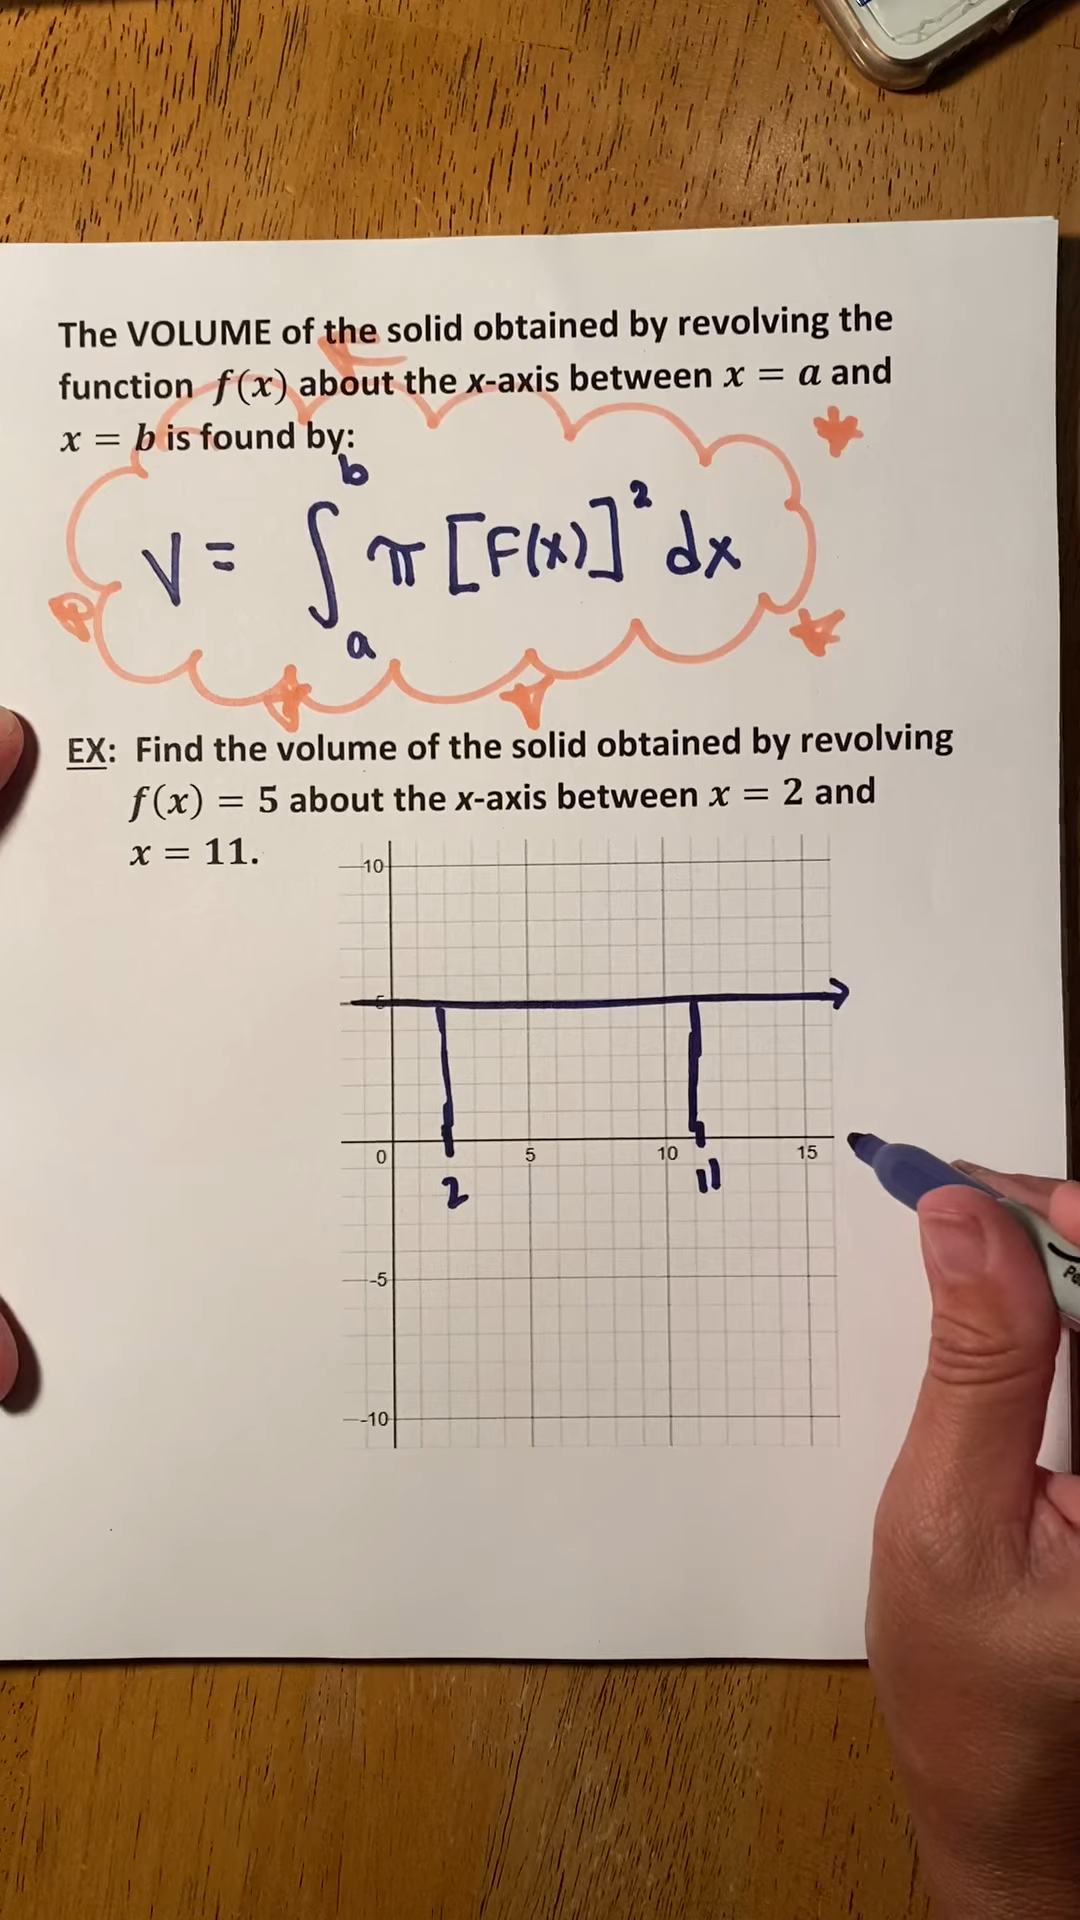 The VOLUME of the solid obtained by revolving the
function f(x) about the x-axis between x = a and
x = b is found by:
V = ∫ₐᵇ π [F(x)]² dx
EX: Find the volume of the solid obtained by revolving
f(x) = 5 about the x-axis between x = 2 and
x = 11.
10
5
0 5 10 15
2 11
-5
-10